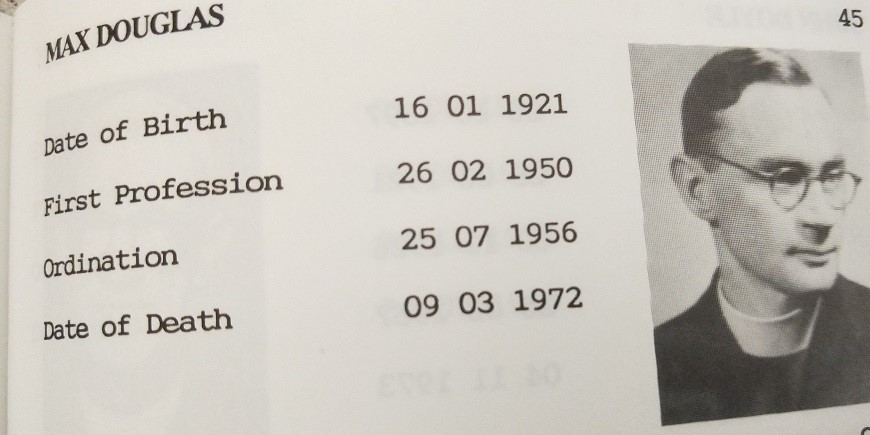 MAX DOUGLAS
45
Date of Birth 16 01 1921
First Profession 26 02 1950
Ordination 25 07 1956
Date of Death 09 03 1972